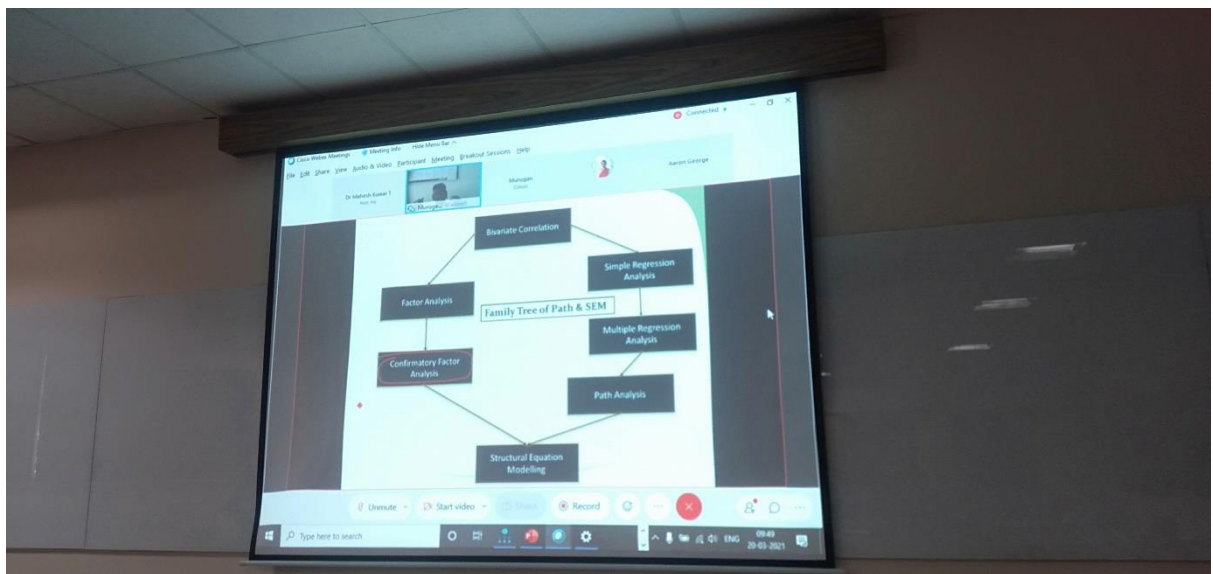 Connected
Cisco Webex Meetings
Meeting Info
Hide Menu Bar
File Edit Share View Audio & Video Participant Meeting Breakout Sessions Help
Dr Mahesh Kumar T
Murugan
Aaron George
Bivariate Correlation
Simple Regression
Analysis
Factor Analysis
Family Tree of Path & SEM
Multiple Regression
Analysis
Confirmatory Factor
Analysis
Path Analysis
Structural Equation
Modelling
Unmute
Start video
Share
Record
Type here to search
ENG
09:49
20-03-2021